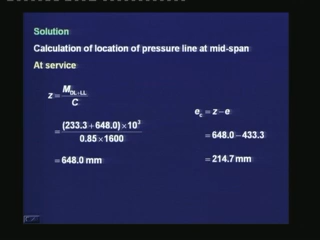 Solution
Calculation of location of pressure line at mid-span
At service
z = M_DL+LL / C
= (233.3 + 648.0) × 10³ / 0.85 × 1600
= 648.0 mm
e_c = z – e
= 648.0 – 433.3
= 214.7 mm